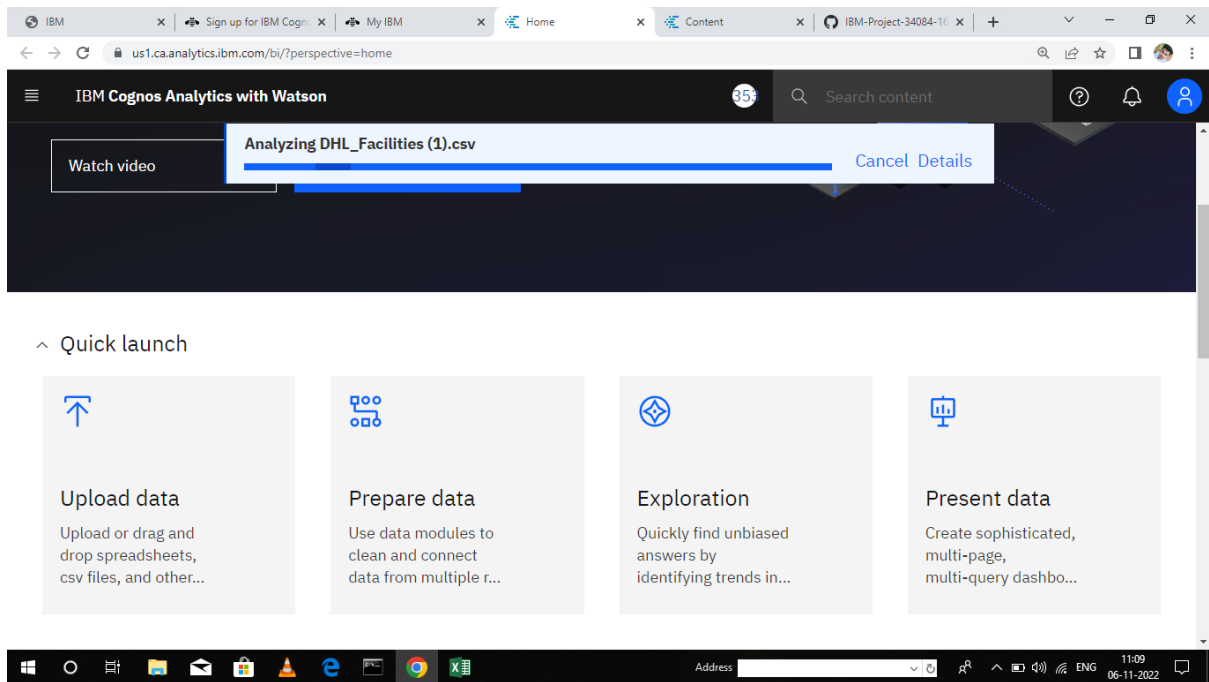 IBM
Sign up for IBM Cogn
My IBM
Home
Content
IBM-Project-34084-16
us1.ca.analytics.ibm.com/bi/?perspective=home
IBM Cognos Analytics with Watson
353
Search content
Analyzing DHL_Facilities (1).csv
Cancel Details
Watch video
Quick launch
Upload data
Upload or drag and
drop spreadsheets,
csv files, and other...
Prepare data
Use data modules to
clean and connect
data from multiple r...
Exploration
Quickly find unbiased
answers by
identifying trends in...
Present data
Create sophisticated,
multi-page,
multi-query dashbo...
Address
ENG
11:09
06-11-2022